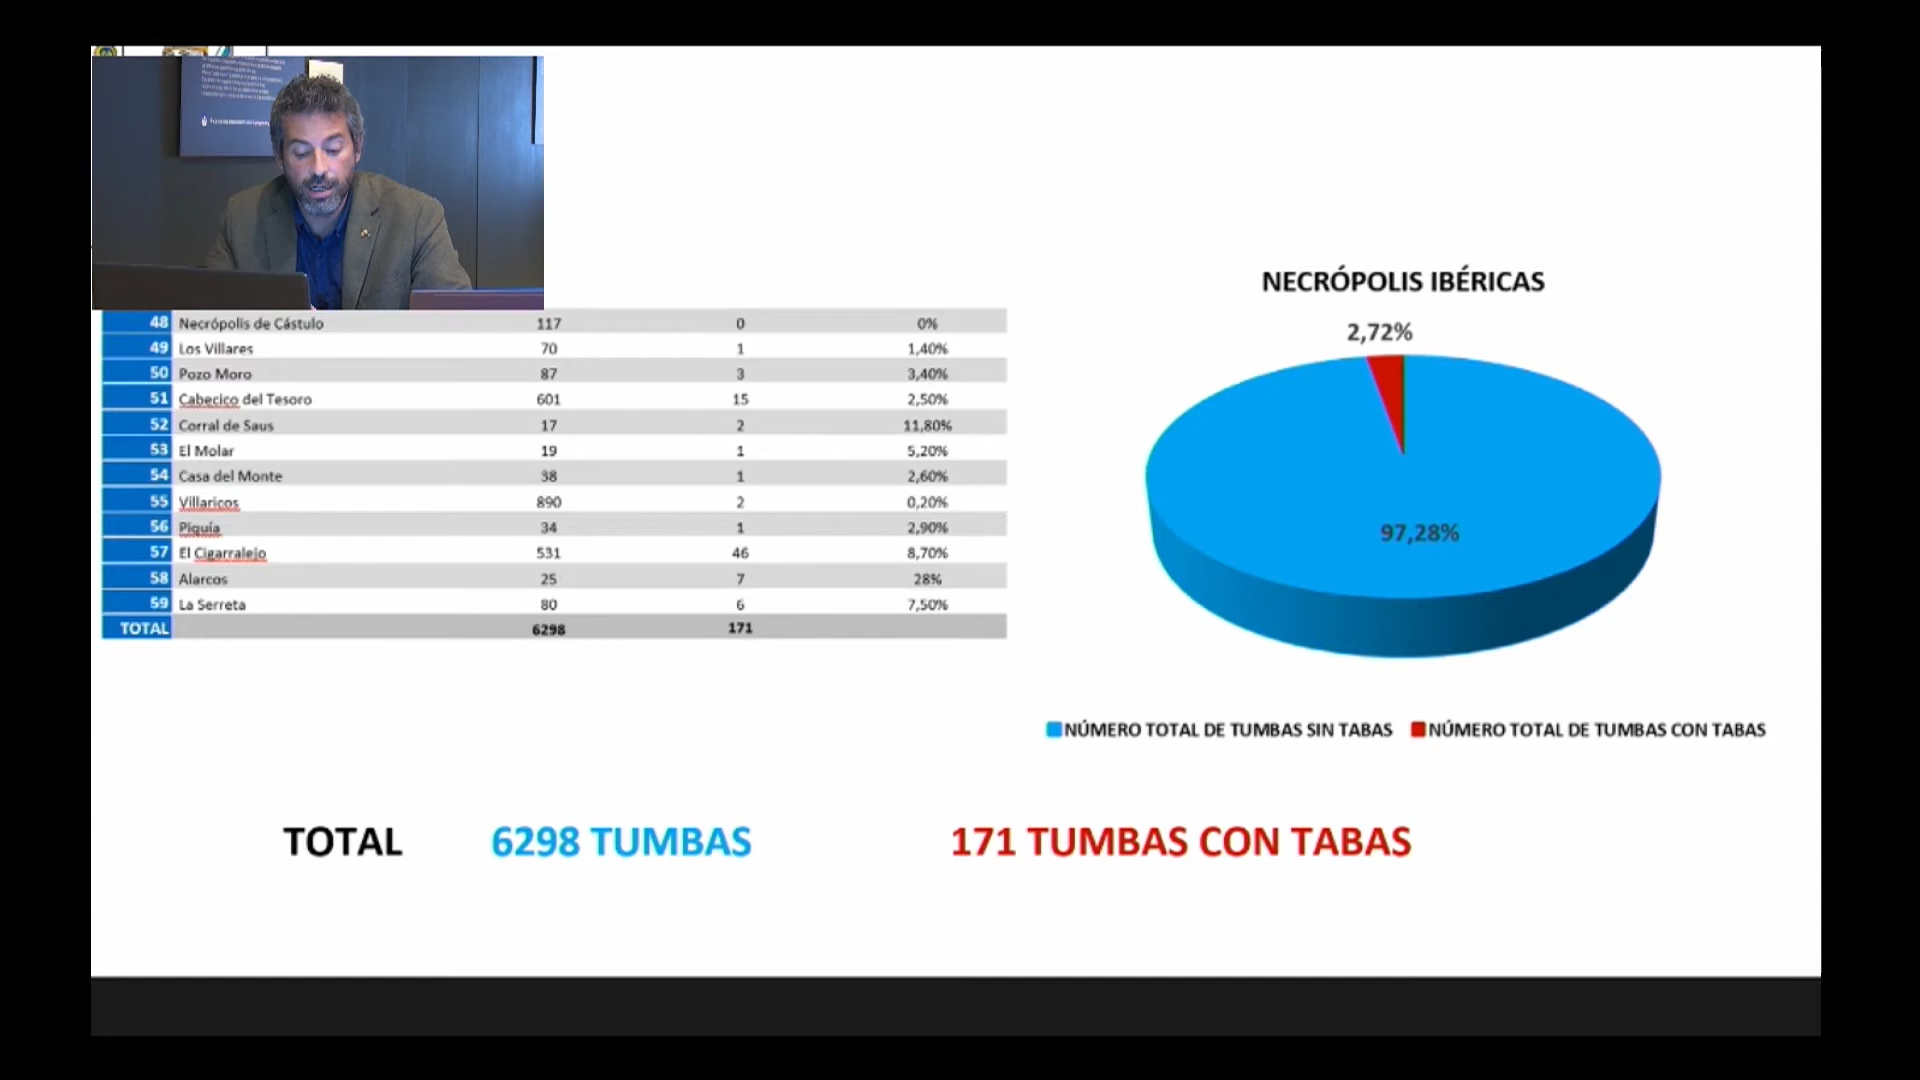 48 Necrópolis de Cástulo 117 0 0%
49 Los Villares 70 1 1,40%
50 Pozo Moro 87 3 3,40%
51 Cabecico del Tesoro 601 15 2,50%
52 Corral de Saus 17 2 11,80%
53 El Molar 19 1 5,20%
54 Casa del Monte 38 1 2,60%
55 Villaricos 890 2 0,20%
56 Piquía 34 1 2,90%
57 El Cigarralejo 531 46 8,70%
58 Alarcos 25 7 28%
59 La Serreta 80 6 7,50%
TOTAL 6298 171
NECRÓPOLIS IBÉRICAS
2,72%
97,28%
NÚMERO TOTAL DE TUMBAS SIN TABAS NÚMERO TOTAL DE TUMBAS CON TABAS
TOTAL 6298 TUMBAS 171 TUMBAS CON TABAS